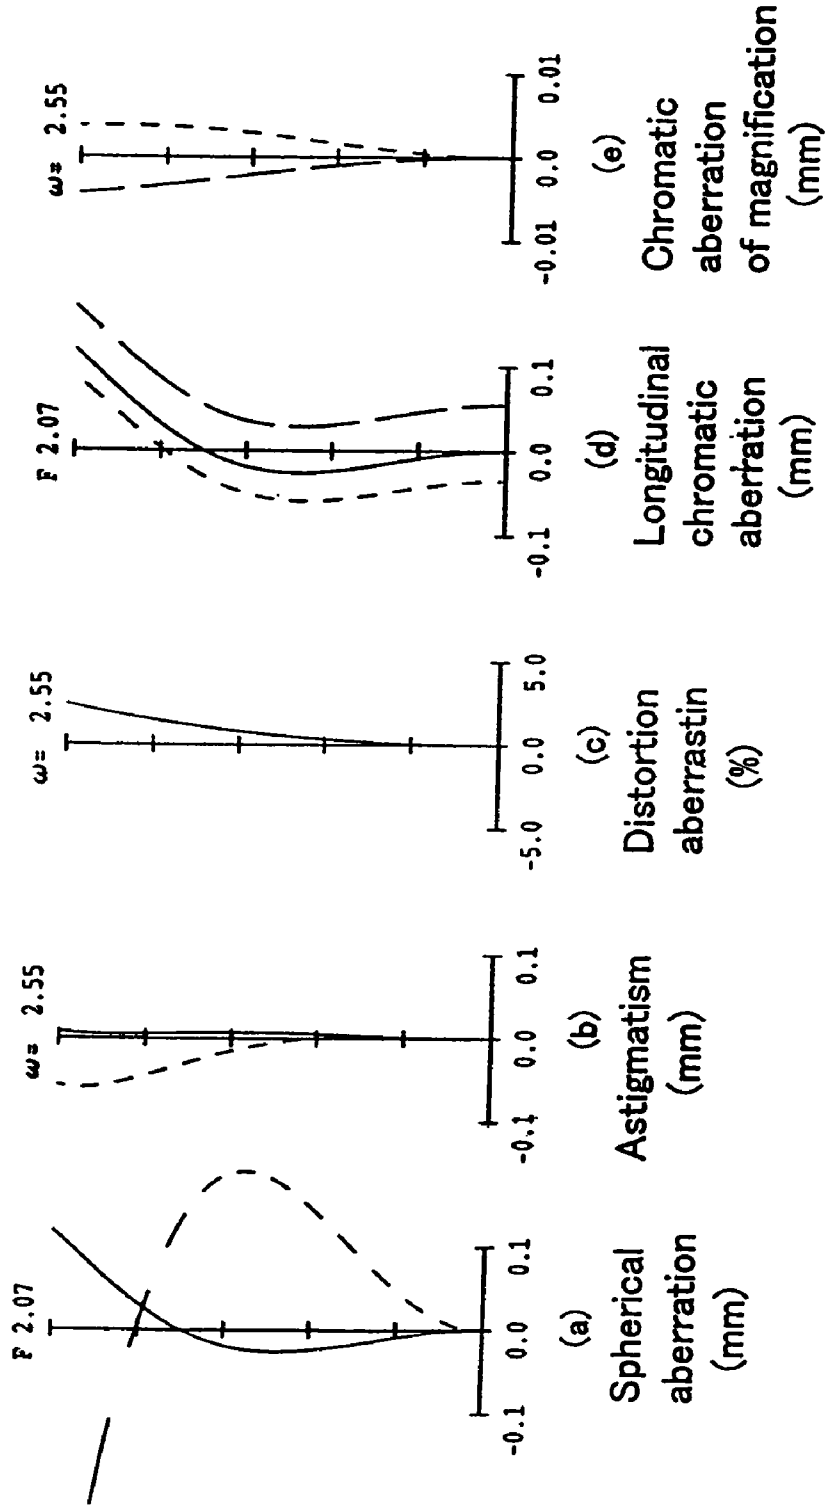 F 2.07
-0.1 0.0 0.1
(a)
Spherical
aberration
(mm)
ω= 2.55
-0.1 0.0 0.1
(b)
Astigmatism
(mm)
ω= 2.55
-5.0 0.0 5.0
(c)
Distortion
aberrastin
(%)
F 2.07
-0.1 0.0 0.1
(d)
Longitudinal
chromatic
aberration
(mm)
ω= 2.55
-0.01 0.0 0.01
(e)
Chromatic
aberration
of magnification
(mm)